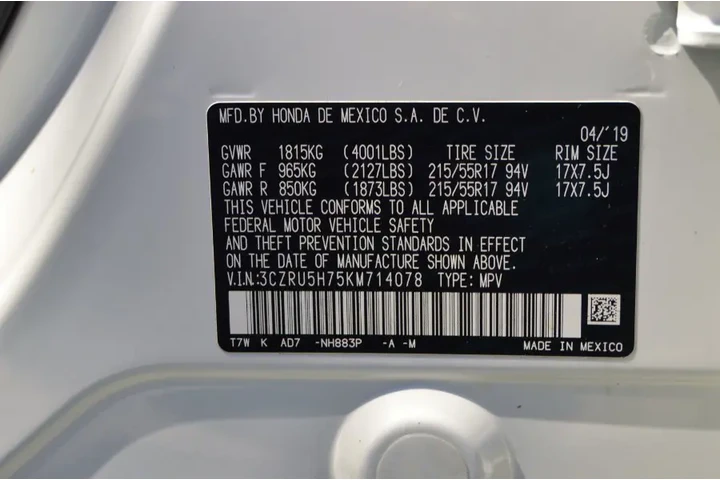 MFD.BY HONDA DE MEXICO S.A. DE C.V.
04/'19
GVWR 1815KG (4001LBS) TIRE SIZE RIM SIZE
GAWR F 965KG (2127LBS) 215/55R17 94V 17X7.5J
GAWR R 850KG (1873LBS) 215/55R17 94V 17X7.5J
THIS VEHICLE CONFORMS TO ALL APPLICABLE
FEDERAL MOTOR VEHICLE SAFETY
AND THEFT PREVENTION STANDARDS IN EFFECT
ON THE DATE OF MANUFACTURE SHOWN ABOVE.
V.I.N:3CZRU5H75KM714078 TYPE: MPV
T7W K AD7 -NH883P -A -M MADE IN MEXICO